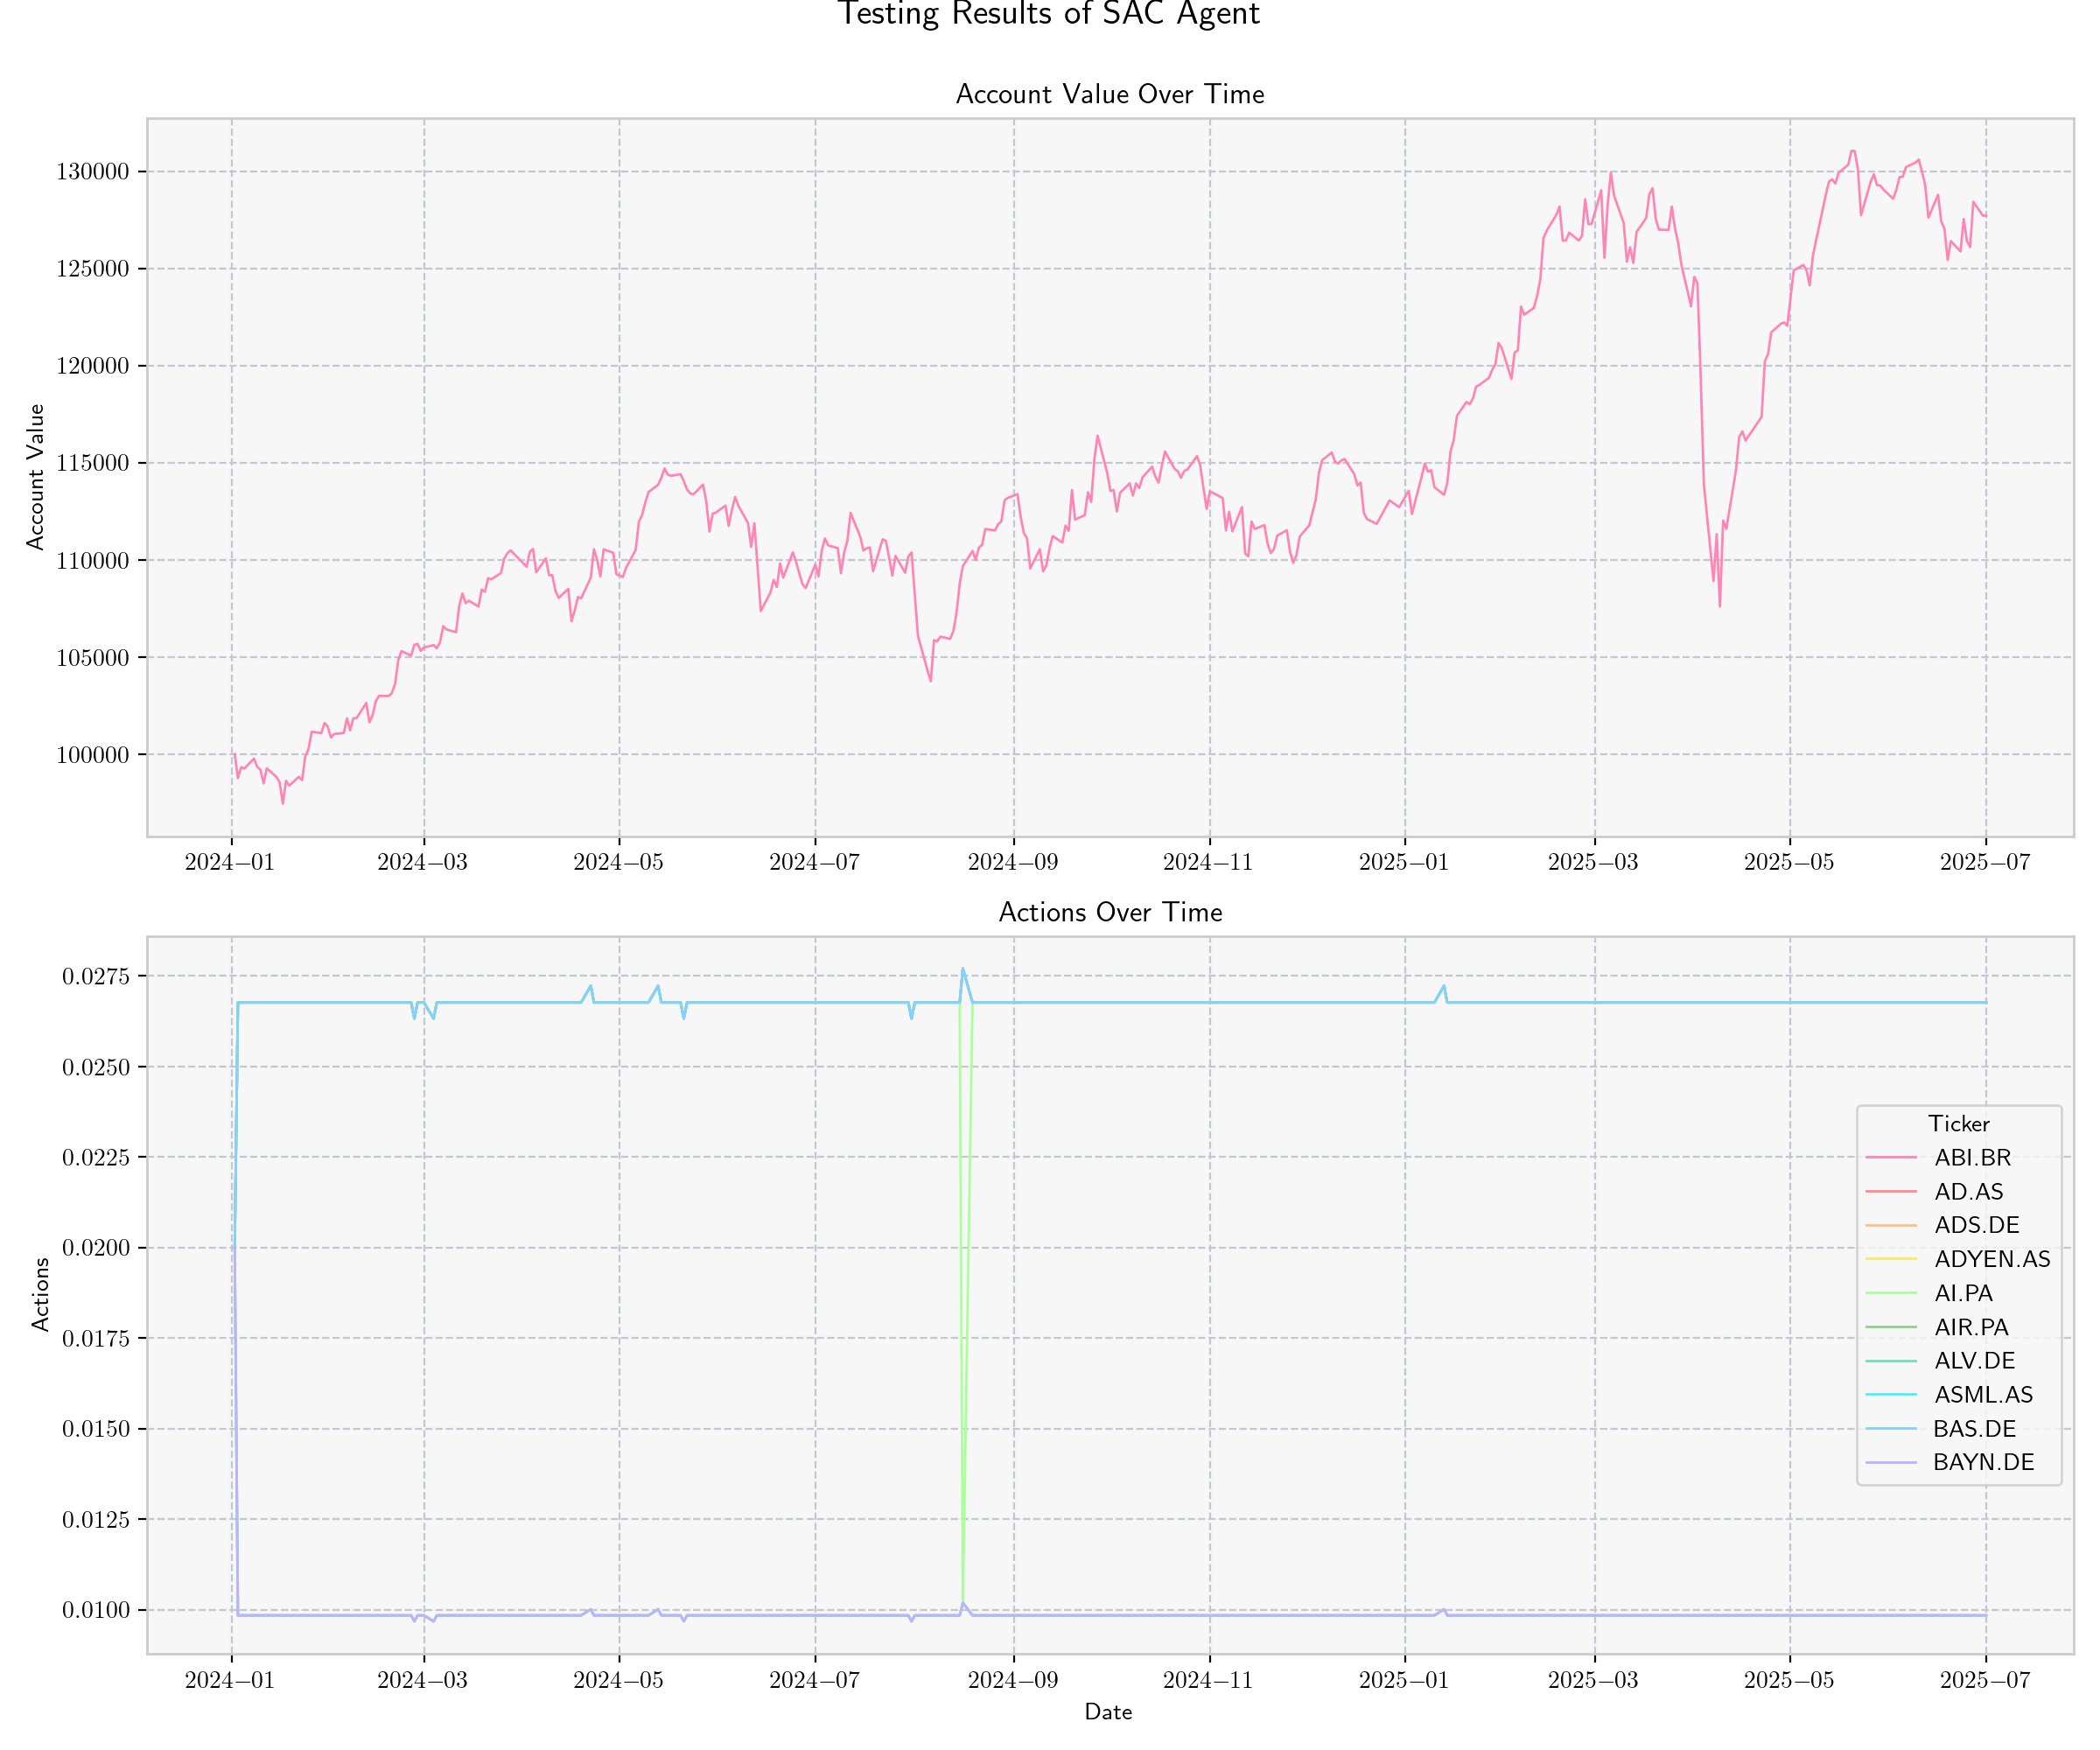 Testing Results of SAC Agent
Account Value Over Time
Account Value
130000
125000
120000
115000
110000
105000
100000
2024–01 2024–03 2024–05 2024–07 2024–09 2024–11 2025–01 2025–03 2025–05 2025–07
Actions Over Time
Actions
0.0275
0.0250
0.0225
0.0200
0.0175
0.0150
0.0125
0.0100
Ticker
ABI.BR
AD.AS
ADS.DE
ADYEN.AS
AI.PA
AIR.PA
ALV.DE
ASML.AS
BAS.DE
BAYN.DE
2024–01 2024–03 2024–05 2024–07 2024–09 2024–11 2025–01 2025–03 2025–05 2025–07
Date